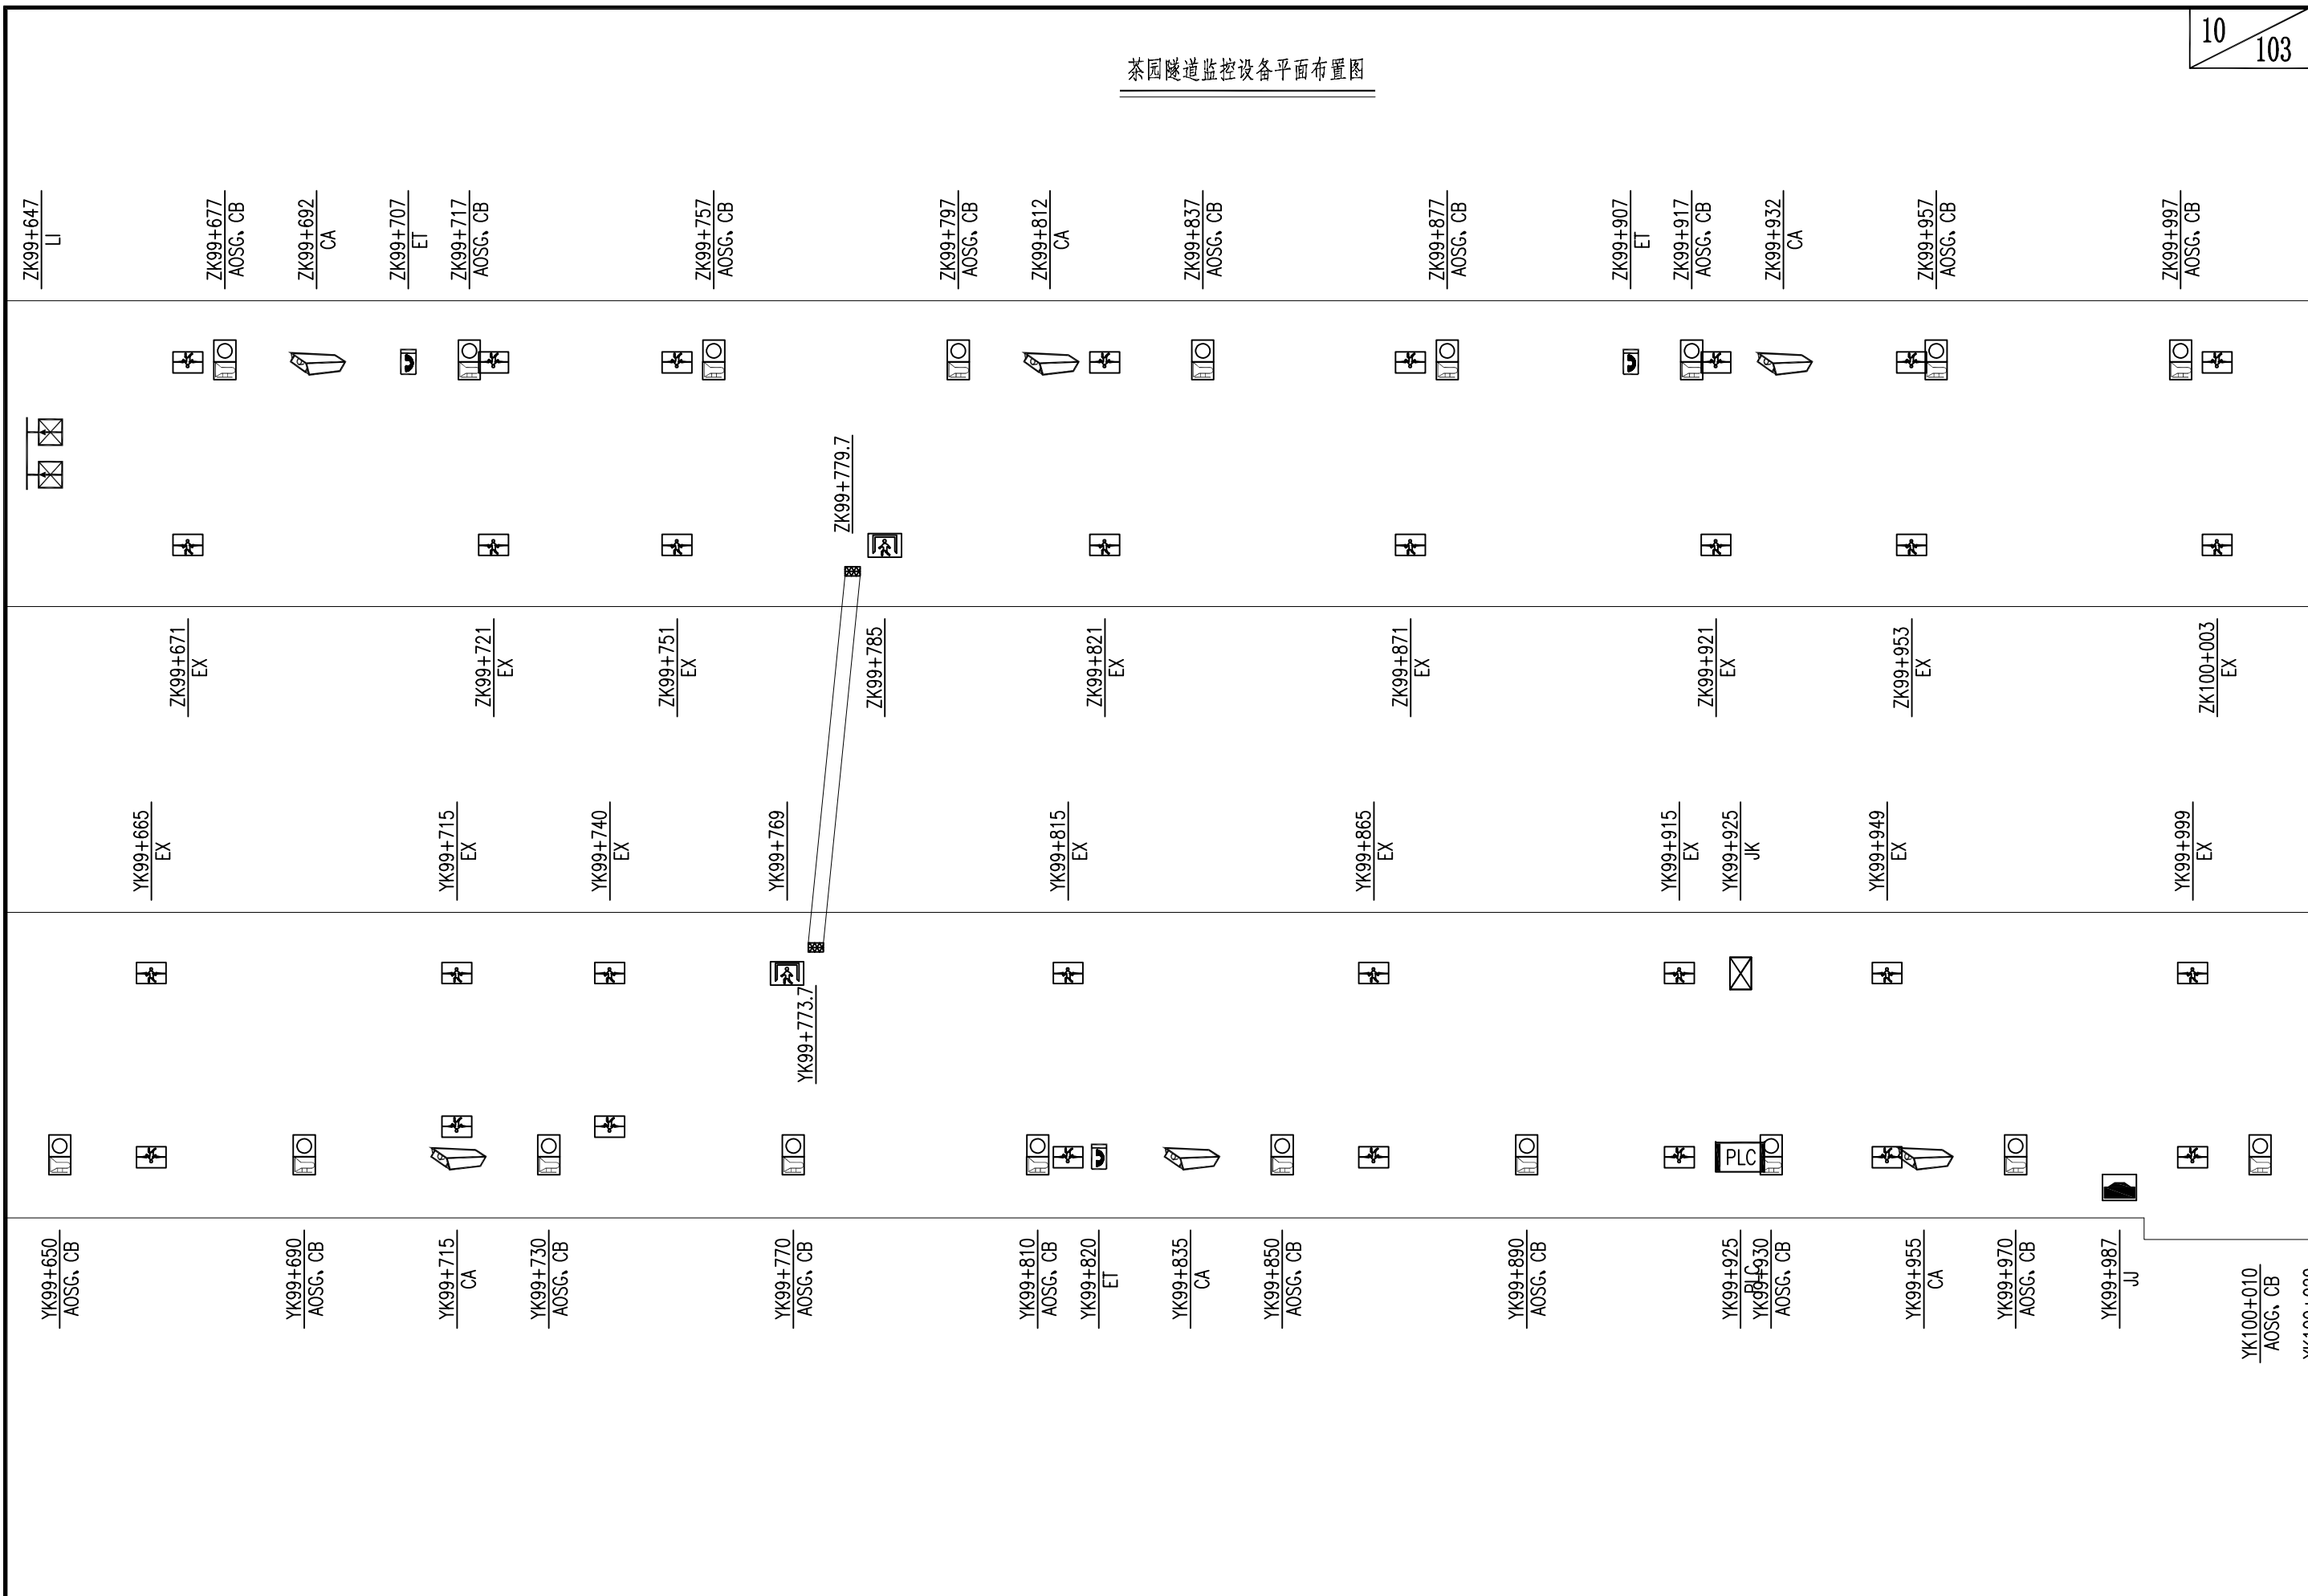 10
103
茶园隧道监控设备平面布置图
ZK99+647
LI
ZK99+677
AOSG、CB
ZK99+692
CA
ZK99+707
ET
ZK99+717
AOSG、CB
ZK99+757
AOSG、CB
ZK99+797
AOSG、CB
ZK99+812
CA
ZK99+837
AOSG、CB
ZK99+877
AOSG、CB
ZK99+907
ET
ZK99+917
AOSG、CB
ZK99+932
CA
ZK99+957
AOSG、CB
ZK99+997
AOSG、CB
ZK99+779.7
ZK99+671
EX
ZK99+721
EX
ZK99+751
EX
ZK99+785
ZK99+821
EX
ZK99+871
EX
ZK99+921
EX
ZK99+953
EX
ZK100+003
EX
YK99+665
EX
YK99+715
EX
YK99+740
EX
YK99+769
YK99+815
EX
YK99+865
EX
YK99+915
EX
YK99+925
JK
YK99+949
EX
YK99+999
EX
YK99+773.7
PLC
YK99+650
AOSG、CB
YK99+690
AOSG、CB
YK99+715
CA
YK99+730
AOSG、CB
YK99+770
AOSG、CB
YK99+810
AOSG、CB
YK99+820
ET
YK99+835
CA
YK99+850
AOSG、CB
YK99+890
AOSG、CB
YK99+925
PLC
YK99+930
AOSG、CB
YK99+955
CA
YK99+970
AOSG、CB
YK99+987
JJ
YK100+010
AOSG、CB